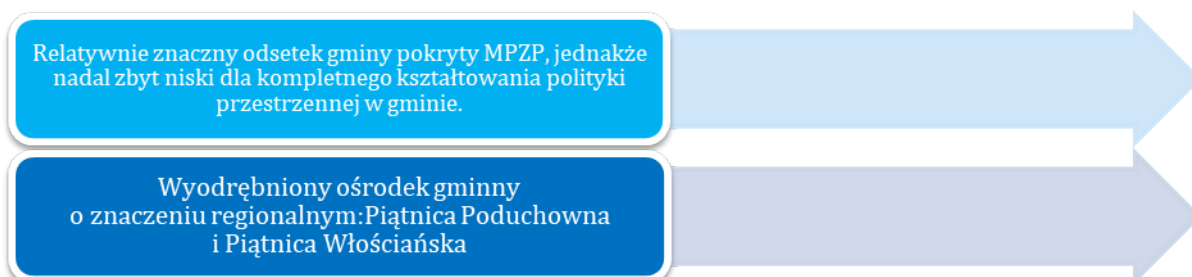 Relatywnie znaczny odsetek gminy pokryty MPZP, jednakże
nadal zbyt niski dla kompletnego kształtowania polityki
przestrzennej w gminie.
Wyodrębniony ośrodek gminny
o znaczeniu regionalnym:Piątnica Poduchowna
i Piątnica Włościańska